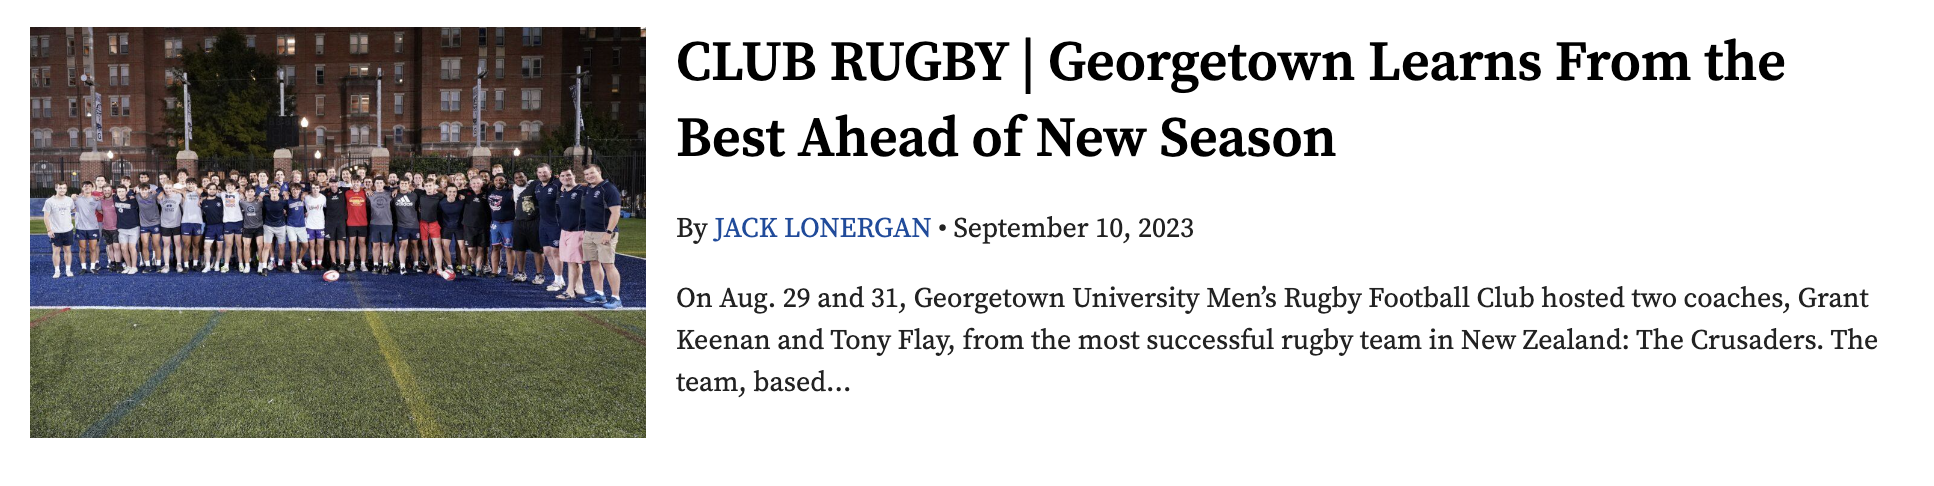 CLUB RUGBY | Georgetown Learns From the
Best Ahead of New Season
By JACK LONERGAN • September 10, 2023
On Aug. 29 and 31, Georgetown University Men’s Rugby Football Club hosted two coaches, Grant
Keenan and Tony Flay, from the most successful rugby team in New Zealand: The Crusaders. The
team, based...